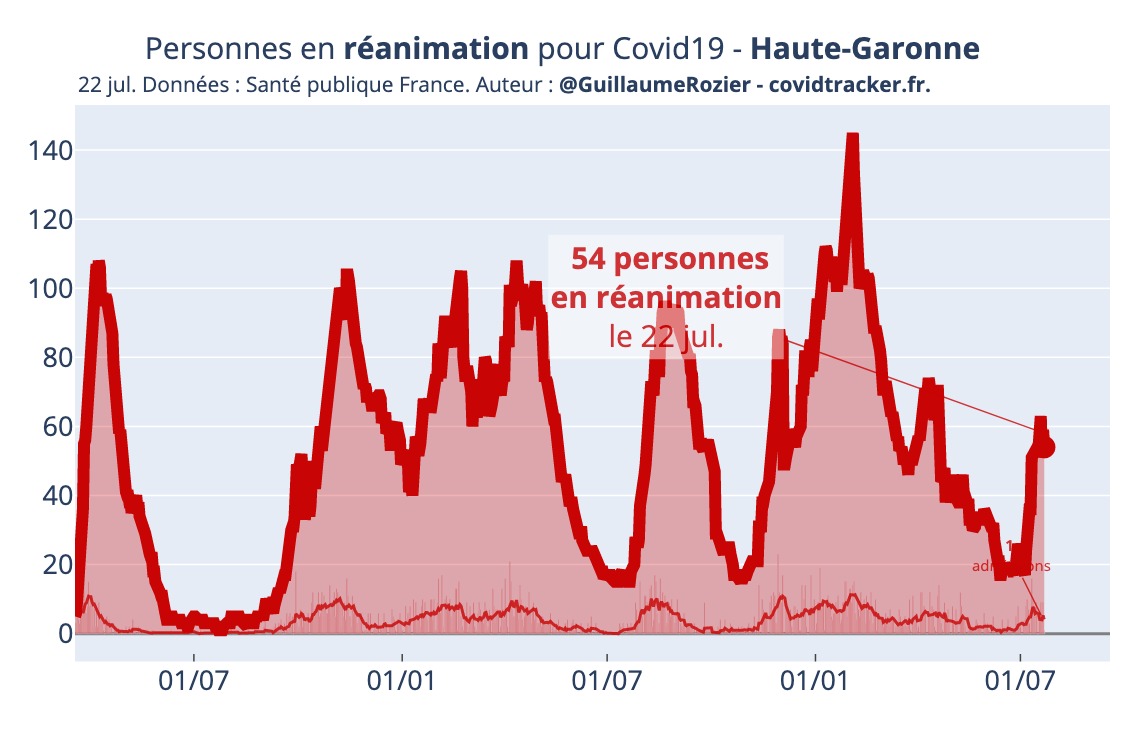 Personnes en réanimation pour Covid19 - Haute-Garonne
22 jul. Données : Santé publique France. Auteur : @GuillaumeRozier - covidtracker.fr.
140
120
100
80
60
40
20
0
54 personnes
en réanimation
le 22 jul.
01/07
01/01
01/07
01/01
01/07